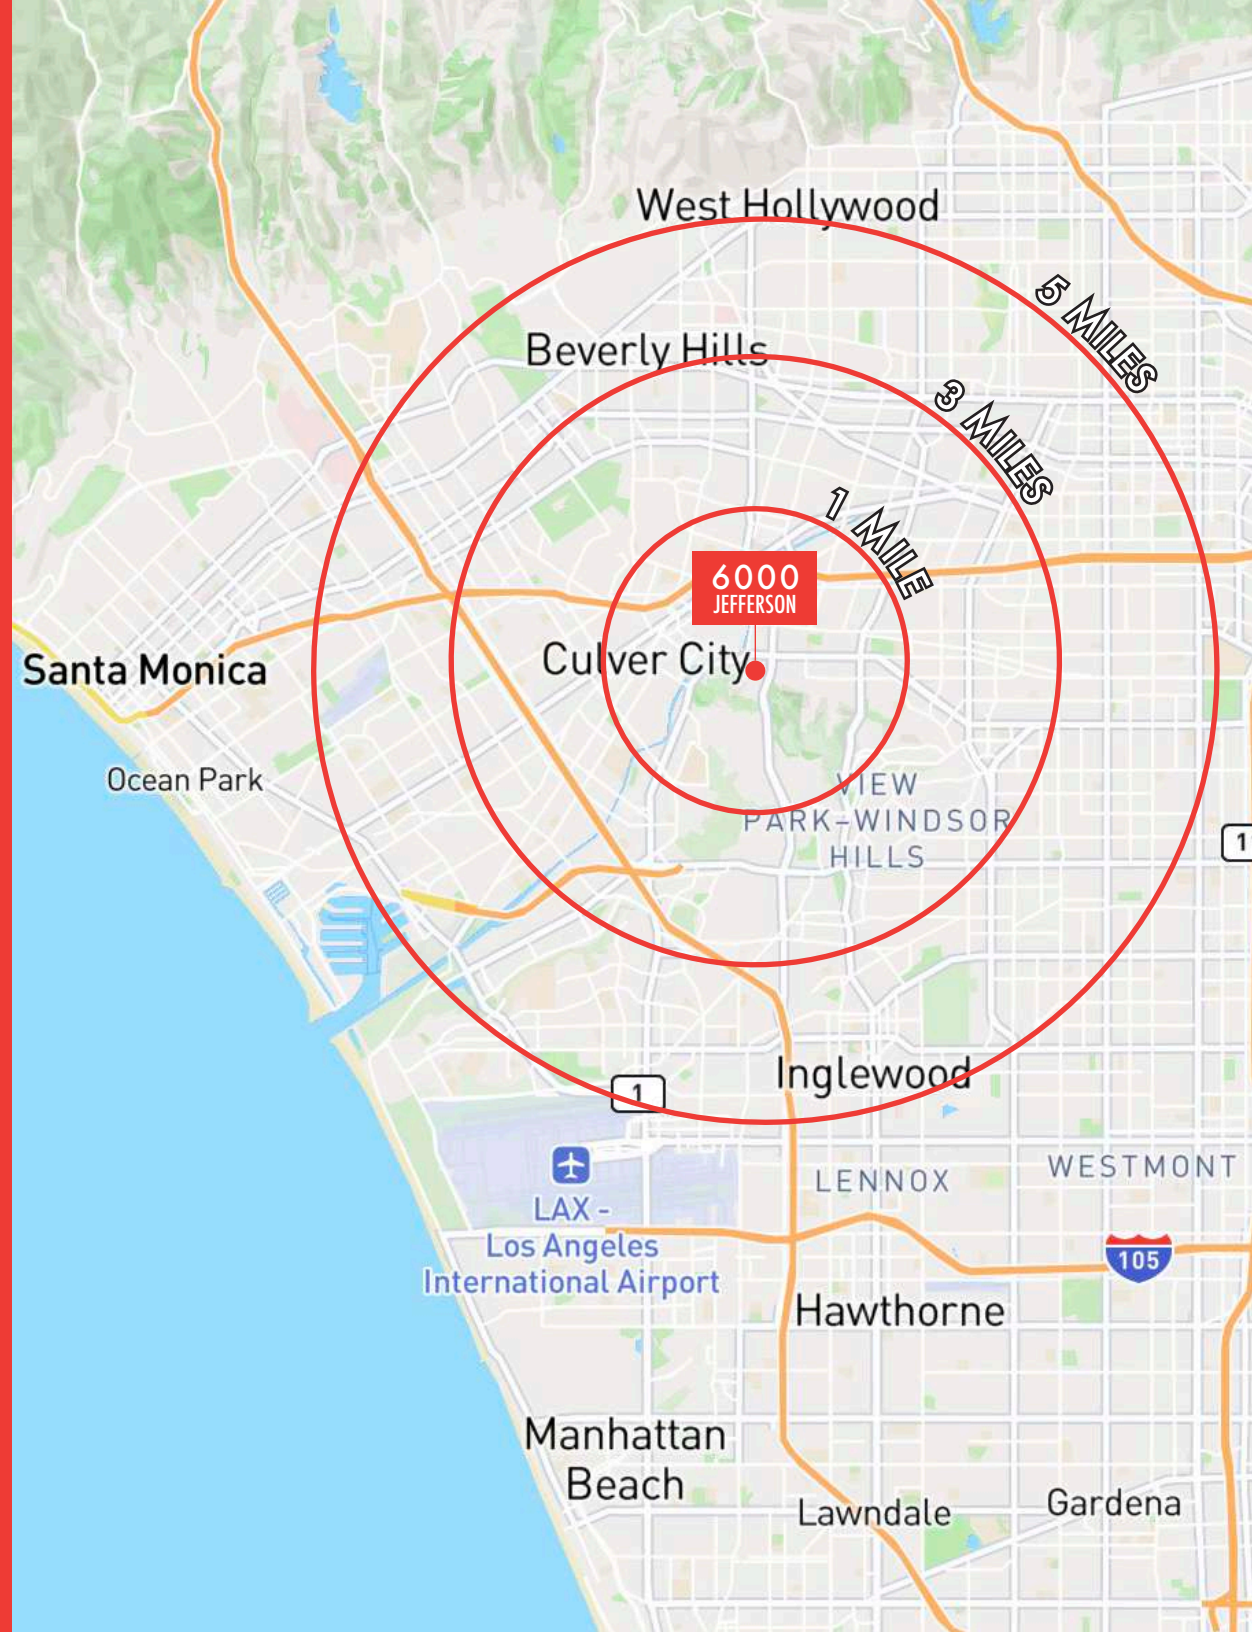 West Hollywood
5 MILES
Beverly Hills
3 MILES
1 MILE
6000
JEFFERSON
Culver City
Santa Monica
Ocean Park
VIEW
PARK–WINDSOR
HILLS
1
Inglewood
1
LENNOX
WESTMONT
LAX -
Los Angeles
International Airport
105
Hawthorne
Manhattan
Beach
Lawndale
Gardena